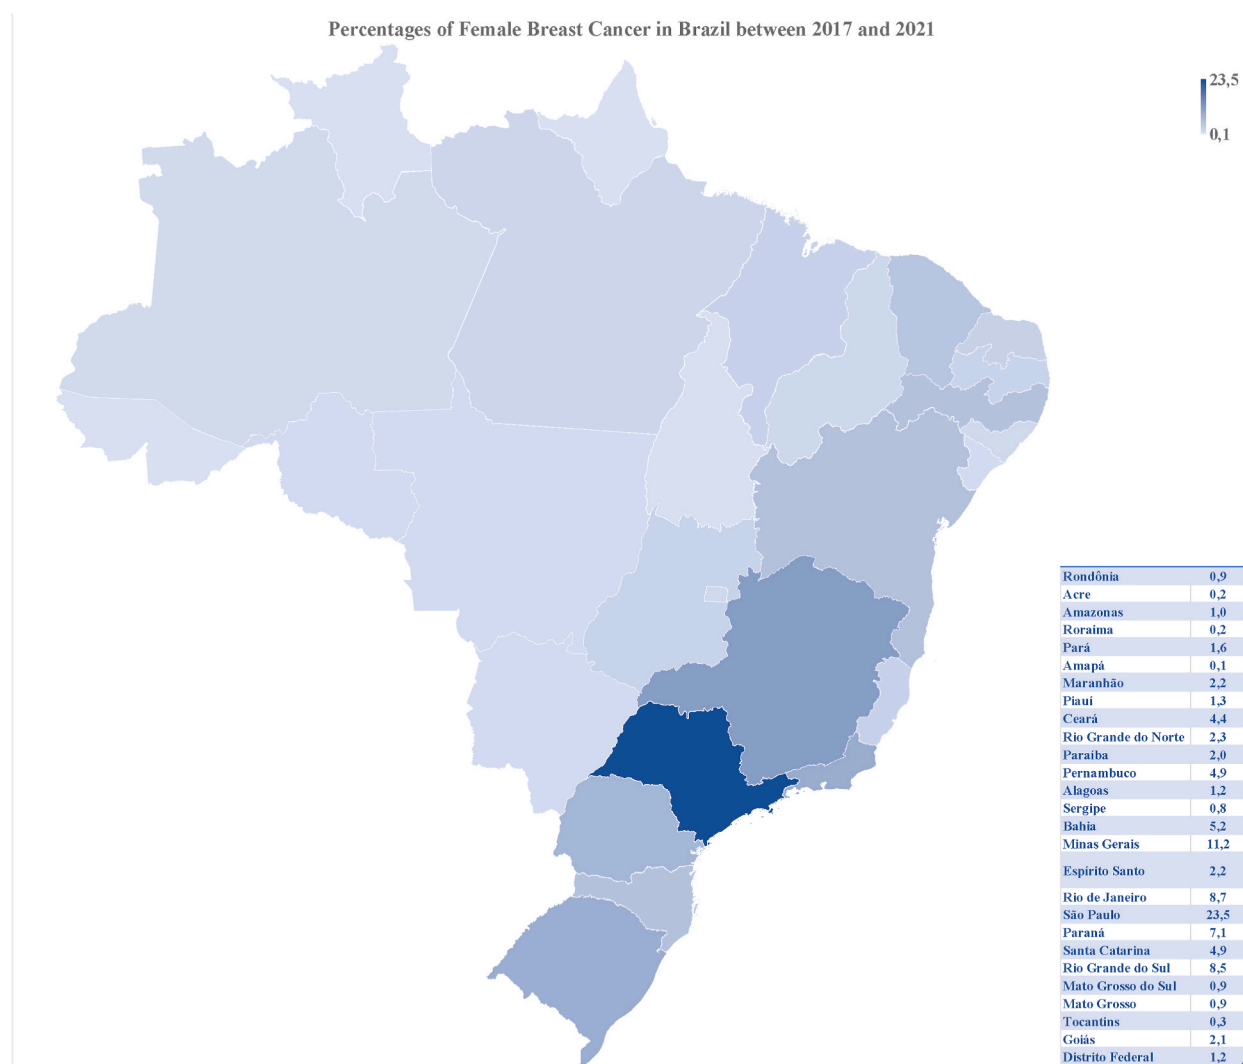 Percentages of Female Breast Cancer in Brazil between 2017 and 2021
23,5
0,1
Rondônia 0,9
Acre 0,2
Amazonas 1,0
Roraima 0,2
Pará 1,6
Amapá 0,1
Maranhão 2,2
Piauí 1,3
Ceará 4,4
Rio Grande do Norte 2,3
Paraíba 2,0
Pernambuco 4,9
Alagoas 1,2
Sergipe 0,8
Bahia 5,2
Minas Gerais 11,2
Espírito Santo 2,2
Rio de Janeiro 8,7
São Paulo 23,5
Paraná 7,1
Santa Catarina 4,9
Rio Grande do Sul 8,5
Mato Grosso do Sul 0,9
Mato Grosso 0,9
Tocantins 0,3
Goiás 2,1
Distrito Federal 1,2